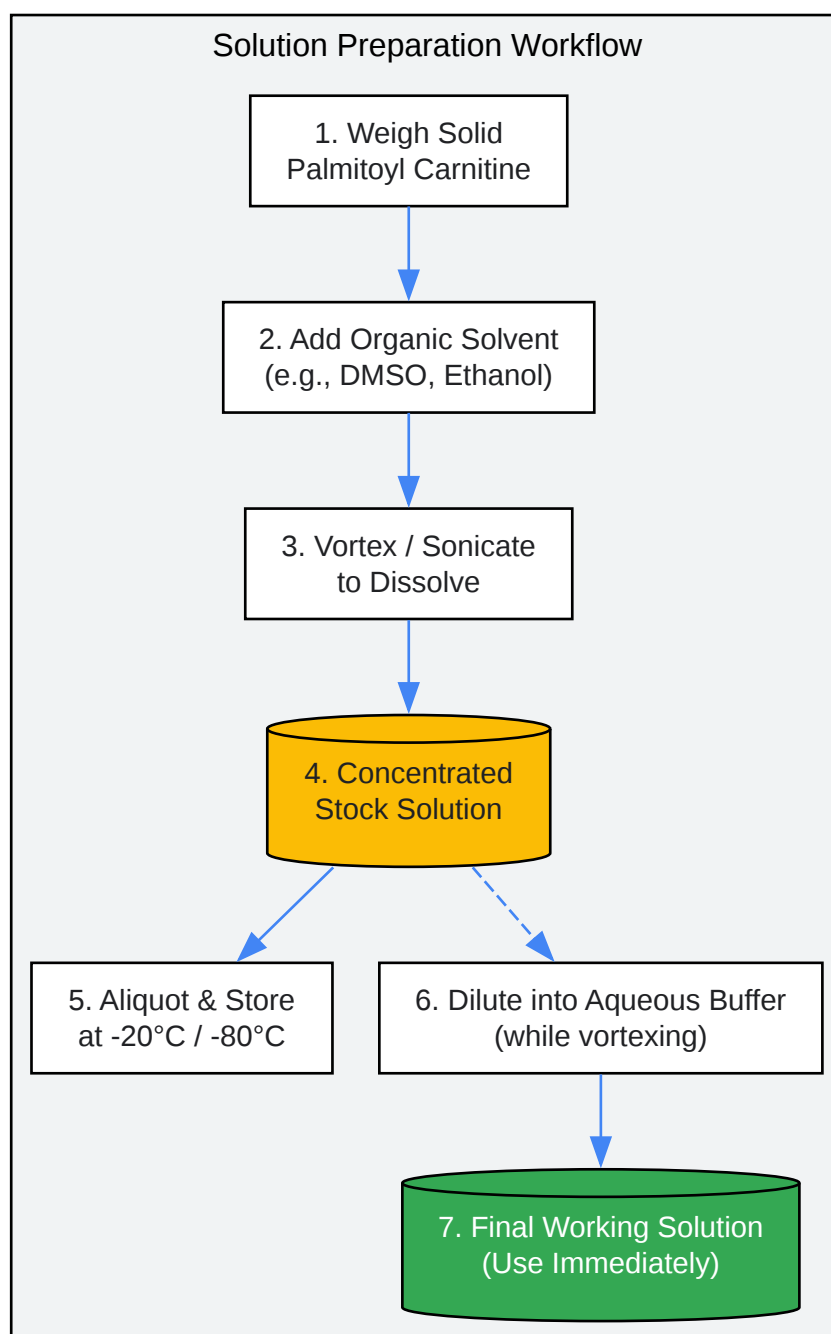 Solution Preparation Workflow
1. Weigh Solid
Palmitoyl Carnitine
2. Add Organic Solvent
(e.g., DMSO, Ethanol)
3. Vortex / Sonicate
to Dissolve
4. Concentrated
Stock Solution
5. Aliquot & Store
at -20°C / -80°C
6. Dilute into Aqueous Buffer
(while vortexing)
7. Final Working Solution
(Use Immediately)